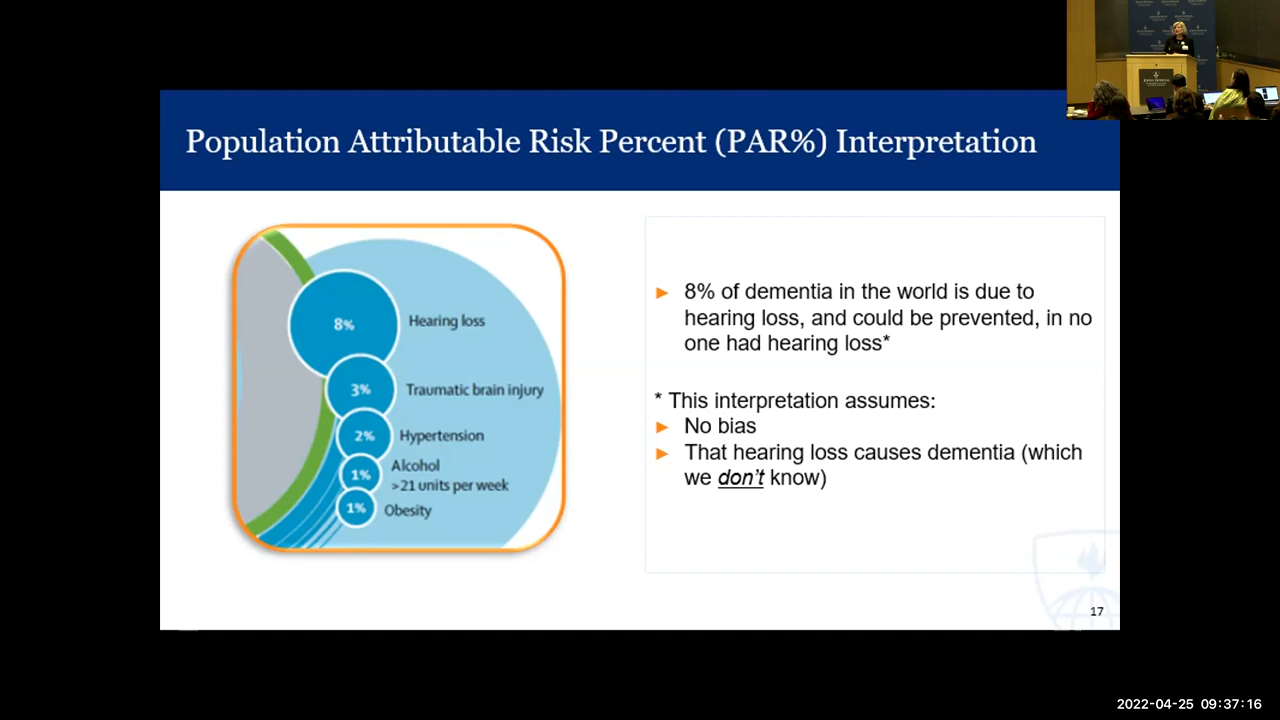 Population Attributable Risk Percent (PAR%) Interpretation
8%
Hearing loss
3%
Traumatic brain injury
2%
Hypertension
1%
Alcohol
>21 units per week
1%
Obesity
► 8% of dementia in the world is due to
hearing loss, and could be prevented, in no
one had hearing loss*
* This interpretation assumes:
► No bias
► That hearing loss causes dementia (which
we don't know)
17
2022-04-25 09:37:16